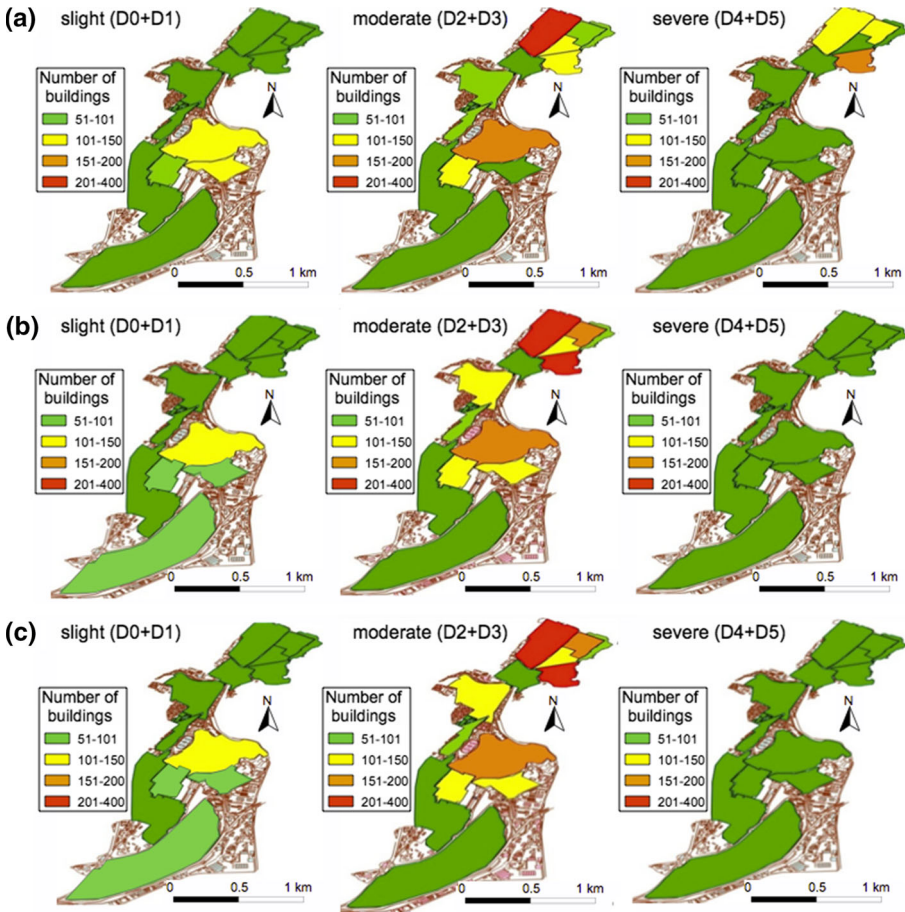 (a) slight (D0+D1) moderate (D2+D3) severe (D4+D5)
Number of buildings
51-101
101-150
151-200
201-400
N
0 0.5 1 km
Number of buildings
51-101
101-150
151-200
201-400
N
0 0.5 1 km
Number of buildings
51-101
101-150
151-200
201-400
N
0 0.5 1 km
(b) slight (D0+D1) moderate (D2+D3) severe (D4+D5)
Number of buildings
51-101
101-150
151-200
201-400
N
0 0.5 1 km
Number of buildings
51-101
101-150
151-200
201-400
N
0 0.5 1 km
Number of buildings
51-101
101-150
151-200
201-400
N
0 0.5 1 km
(c) slight (D0+D1) moderate (D2+D3) severe (D4+D5)
Number of buildings
51-101
101-150
151-200
201-400
N
0 0.5 1 km
Number of buildings
51-101
101-150
151-200
201-400
N
0 0.5 1 km
Number of buildings
51-101
101-150
151-200
201-400
N
0 0.5 1 km